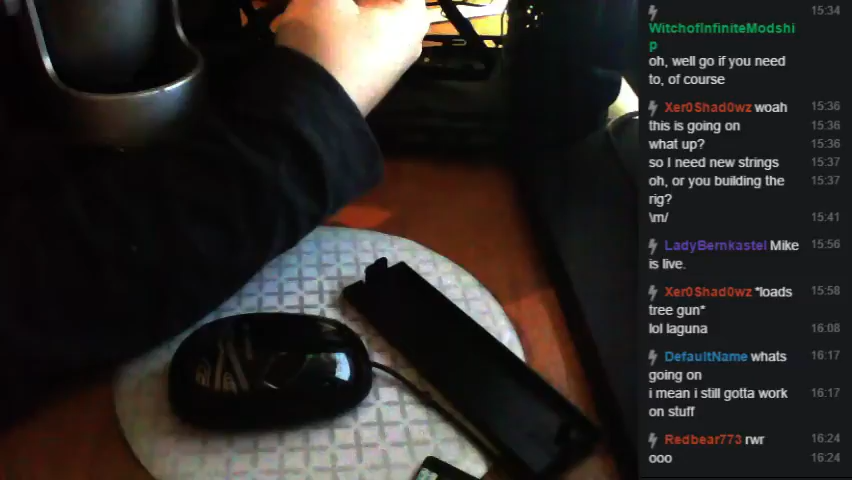 15:34
WitchofInfiniteModshi
p
oh, well go if you need
to, of course
Xer0Shad0wz woah 15:36
this is going on 15:36
what up? 15:36
so I need new strings 15:37
oh, or you building the 15:37
rig?
\m/ 15:41
LadyBernkastel Mike 15:56
is live.
Xer0Shad0wz *loads 15:58
tree gun*
lol laguna 16:08
DefaultName whats 16:17
going on
i mean i still gotta work 16:17
on stuff
Redbear773 rwr 16:24
ooo 16:24